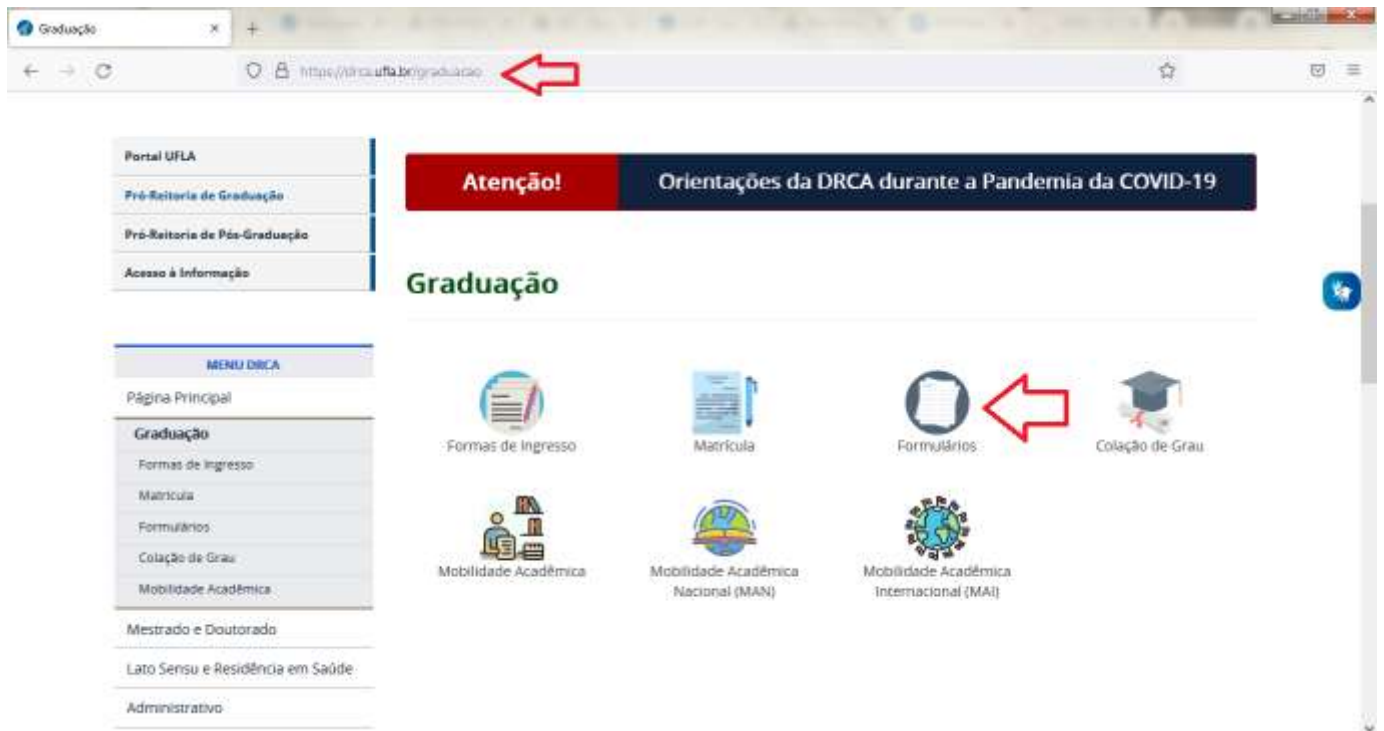 Graduação
https://drca.ufla.br/graduacao
Portal UFLA
Pró-Reitoria de Graduação
Pró-Reitoria de Pós-Graduação
Acesso à Informação
Atenção! Orientações da DRCA durante a Pandemia da COVID-19
Graduação
MENU DRCA
Página Principal
Graduação
Formas de Ingresso
Matrícula
Formulários
Colação de Grau
Mobilidade Acadêmica
Mestrado e Doutorado
Lato Sensu e Residência em Saúde
Administrativo
Formas de Ingresso
Matrícula
Formulários
Colação de Grau
Mobilidade Acadêmica
Mobilidade Acadêmica
Nacional (MAN)
Mobilidade Acadêmica
Internacional (MAI)